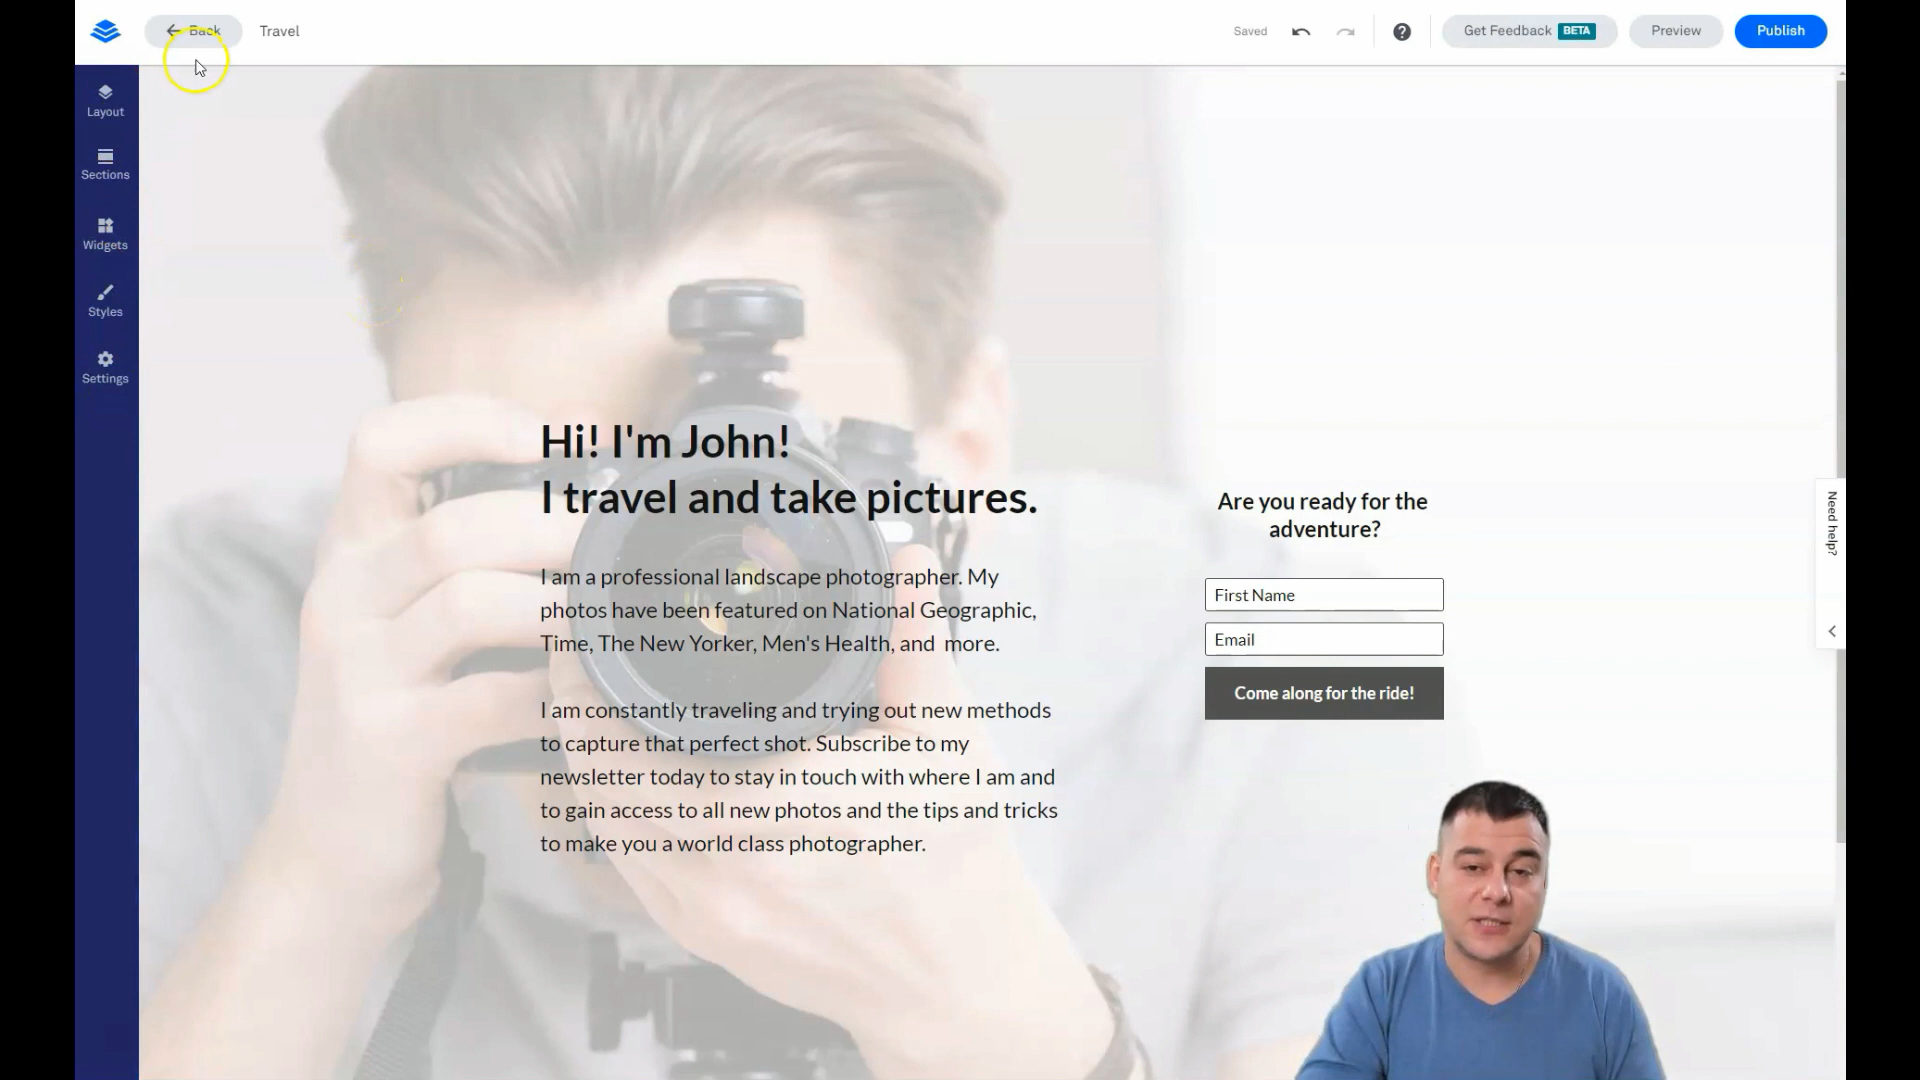 Back
Travel
Saved
Get Feedback BETA
Preview
Publish
Layout
Sections
Widgets
Styles
Settings
Hi! I'm John!
I travel and take pictures.
I am a professional landscape photographer. My
photos have been featured on National Geographic,
Time, The New Yorker, Men's Health, and more.
I am constantly traveling and trying out new methods
to capture that perfect shot. Subscribe to my
newsletter today to stay in touch with where I am and
to gain access to all new photos and the tips and tricks
to make you a world class photographer.
Are you ready for the
adventure?
First Name
Email
Come along for the ride!
Need help?